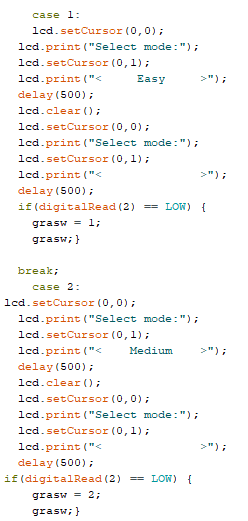 case 1:
lcd.setCursor(0,0);
lcd.print("Select mode:");
lcd.setCursor(0,1);
lcd.print("<     Easy     >");
delay(500);
lcd.clear();
lcd.setCursor(0,0);
lcd.print("Select mode:");
lcd.setCursor(0,1);
lcd.print("<              >");
delay(500);
if(digitalRead(2) == LOW) {
grasw = 1;
grasw;}
break;
case 2:
lcd.setCursor(0,0);
lcd.print("Select mode:");
lcd.setCursor(0,1);
lcd.print("<    Medium    >");
delay(500);
lcd.clear();
lcd.setCursor(0,0);
lcd.print("Select mode:");
lcd.setCursor(0,1);
lcd.print("<              >");
delay(500);
if(digitalRead(2) == LOW) {
grasw = 2;
grasw;}